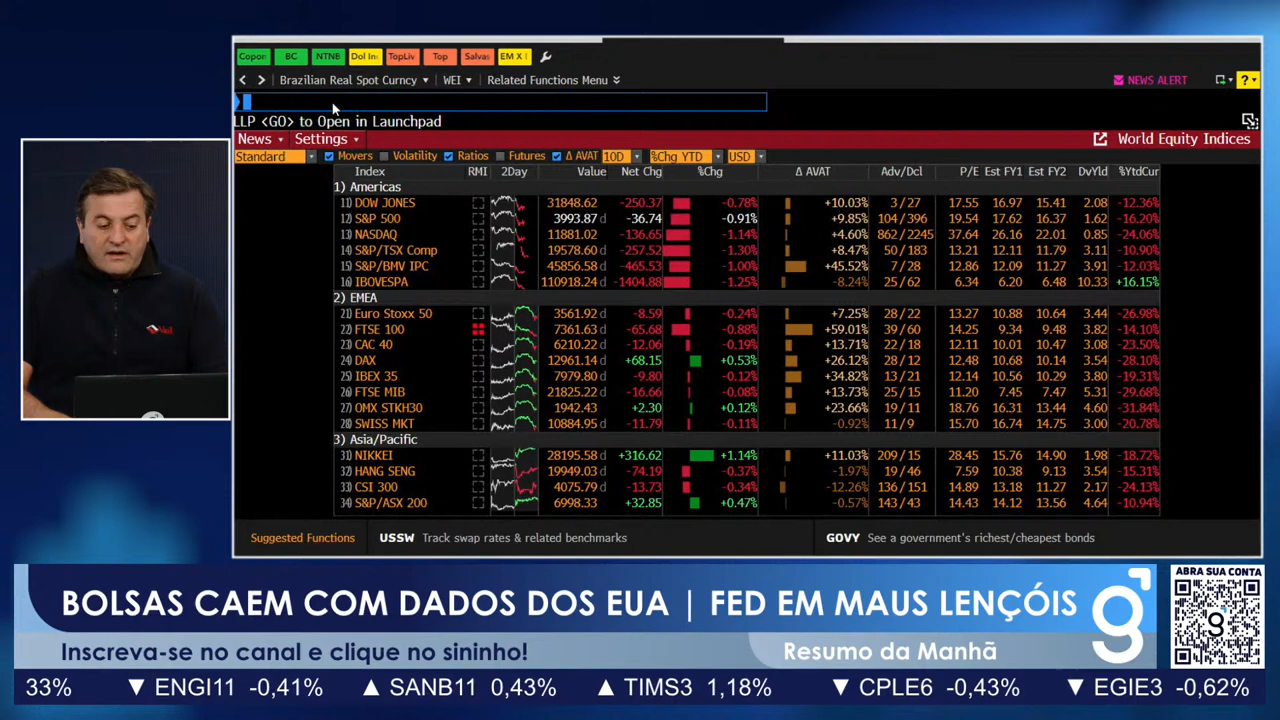 Copon BC NTNB Dol In TopLiv Top Salvas EM X
Brazilian Real Spot Curncy WEI Related Functions Menu NEWS ALERT ?
LLP <GO> to Open in Launchpad
News Settings World Equity Indices
Standard Movers Volatility Ratios Futures Δ AVAT 10D %Chg YTD USD
Index RMI 2Day Value Net Chg %Chg Δ AVAT Adv/Dcl P/E Est FY1 Est FY2 DvYld %YtdCur
1) Americas
11) DOW JONES 31848.62 -250.37 -0.78% +10.03% 3 / 27 17.55 16.97 15.41 2.08 -12.36%
12) S&P 500 3993.87 d -36.74 -0.91% +9.85% 104 / 396 19.54 17.62 16.37 1.62 -16.20%
13) NASDAQ 11881.02 -136.65 -1.14% +4.60% 862 / 2245 37.64 26.16 22.01 0.85 -24.06%
14) S&P/TSX Comp 19578.60 d -257.52 -1.30% +8.47% 50 / 183 13.21 12.11 11.79 3.11 -10.90%
15) S&P/BMV IPC 45856.58 d -465.53 -1.00% +45.52% 7 / 28 12.86 12.09 11.27 3.91 -12.03%
16) IBOVESPA 110918.24 d -1404.88 -1.25% -8.24% 25 / 62 6.34 6.20 6.48 10.33 +16.15%
2) EMEA
21) Euro Stoxx 50 3561.92 d -8.59 -0.24% +7.25% 28 / 22 13.27 10.88 10.64 3.44 -26.98%
22) FTSE 100 7361.63 d -65.68 -0.88% +59.01% 39 / 60 14.25 9.34 9.48 3.82 -14.10%
23) CAC 40 6210.22 d -12.06 -0.19% +13.71% 22 / 18 12.11 10.01 10.47 3.08 -23.50%
24) DAX 12961.14 d +68.15 +0.53% +26.12% 28 / 12 12.48 10.68 10.14 3.54 -28.10%
25) IBEX 35 7979.80 d -9.80 -0.12% +34.82% 13 / 21 12.14 10.56 10.29 3.80 -19.31%
26) FTSE MIB 21825.22 d -16.66 -0.08% +13.73% 25 / 15 11.20 7.45 7.47 5.31 -29.68%
27) OMX STKH30 1942.43 +2.30 +0.12% +23.66% 19 / 11 18.76 16.31 14.44 4.60 -31.84%
28) SWISS MKT 10884.95 d -11.79 -0.11% -0.92% 11 / 9 15.70 16.74 14.75 3.00 -20.78%
3) Asia/Pacific
31) NIKKEI 28195.58 d +316.62 +1.14% +11.03% 209 / 15 28.45 15.76 14.90 1.98 -18.72%
32) HANG SENG 19949.03 d -74.19 -0.37% -1.97% 19 / 46 7.59 10.38 9.13 3.54 -15.31%
33) CSI 300 4075.79 d -13.73 -0.34% -12.26% 136 / 151 14.89 13.18 11.27 2.17 -24.13%
34) S&P/ASX 200 6998.33 d +32.85 +0.47% -0.57% 143 / 43 14.43 14.12 13.56 4.64 -10.94%
Suggested Functions USSW Track swap rates & related benchmarks GOVY See a government's richest/cheapest bonds
BOLSAS CAEM COM DADOS DOS EUA | FED EM MAUS LENÇÓIS
ABRA SUA CONTA
Inscreva-se no canal e clique no sininho! Resumo da Manhã
33% ▼ ENGI11 -0,41% ▲ SANB11 0,43% ▲ TIMS3 1,18% ▼ CPLE6 -0,43% ▼ EGIE3 -0,62%